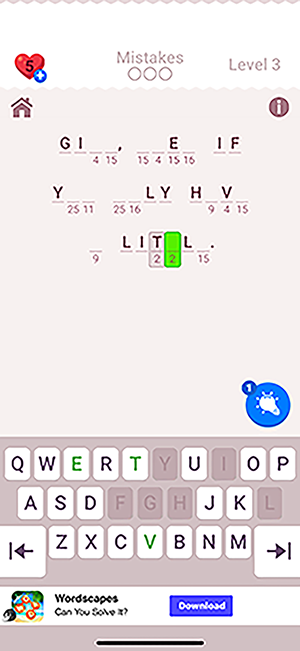 5
Mistakes
Level 3
G I _ _ , _ _ E _ I F
4 15 15 4 15 16
Y _ _ _ _ L Y H _ V _
25 11 25 16 9 4 15
_ L I T _ L _ .
9 2 2 15
1
Q W E R T Y U I O P
A S D F G H J K L
Z X C V B N M
Wordscapes
Can You Solve It?
Download